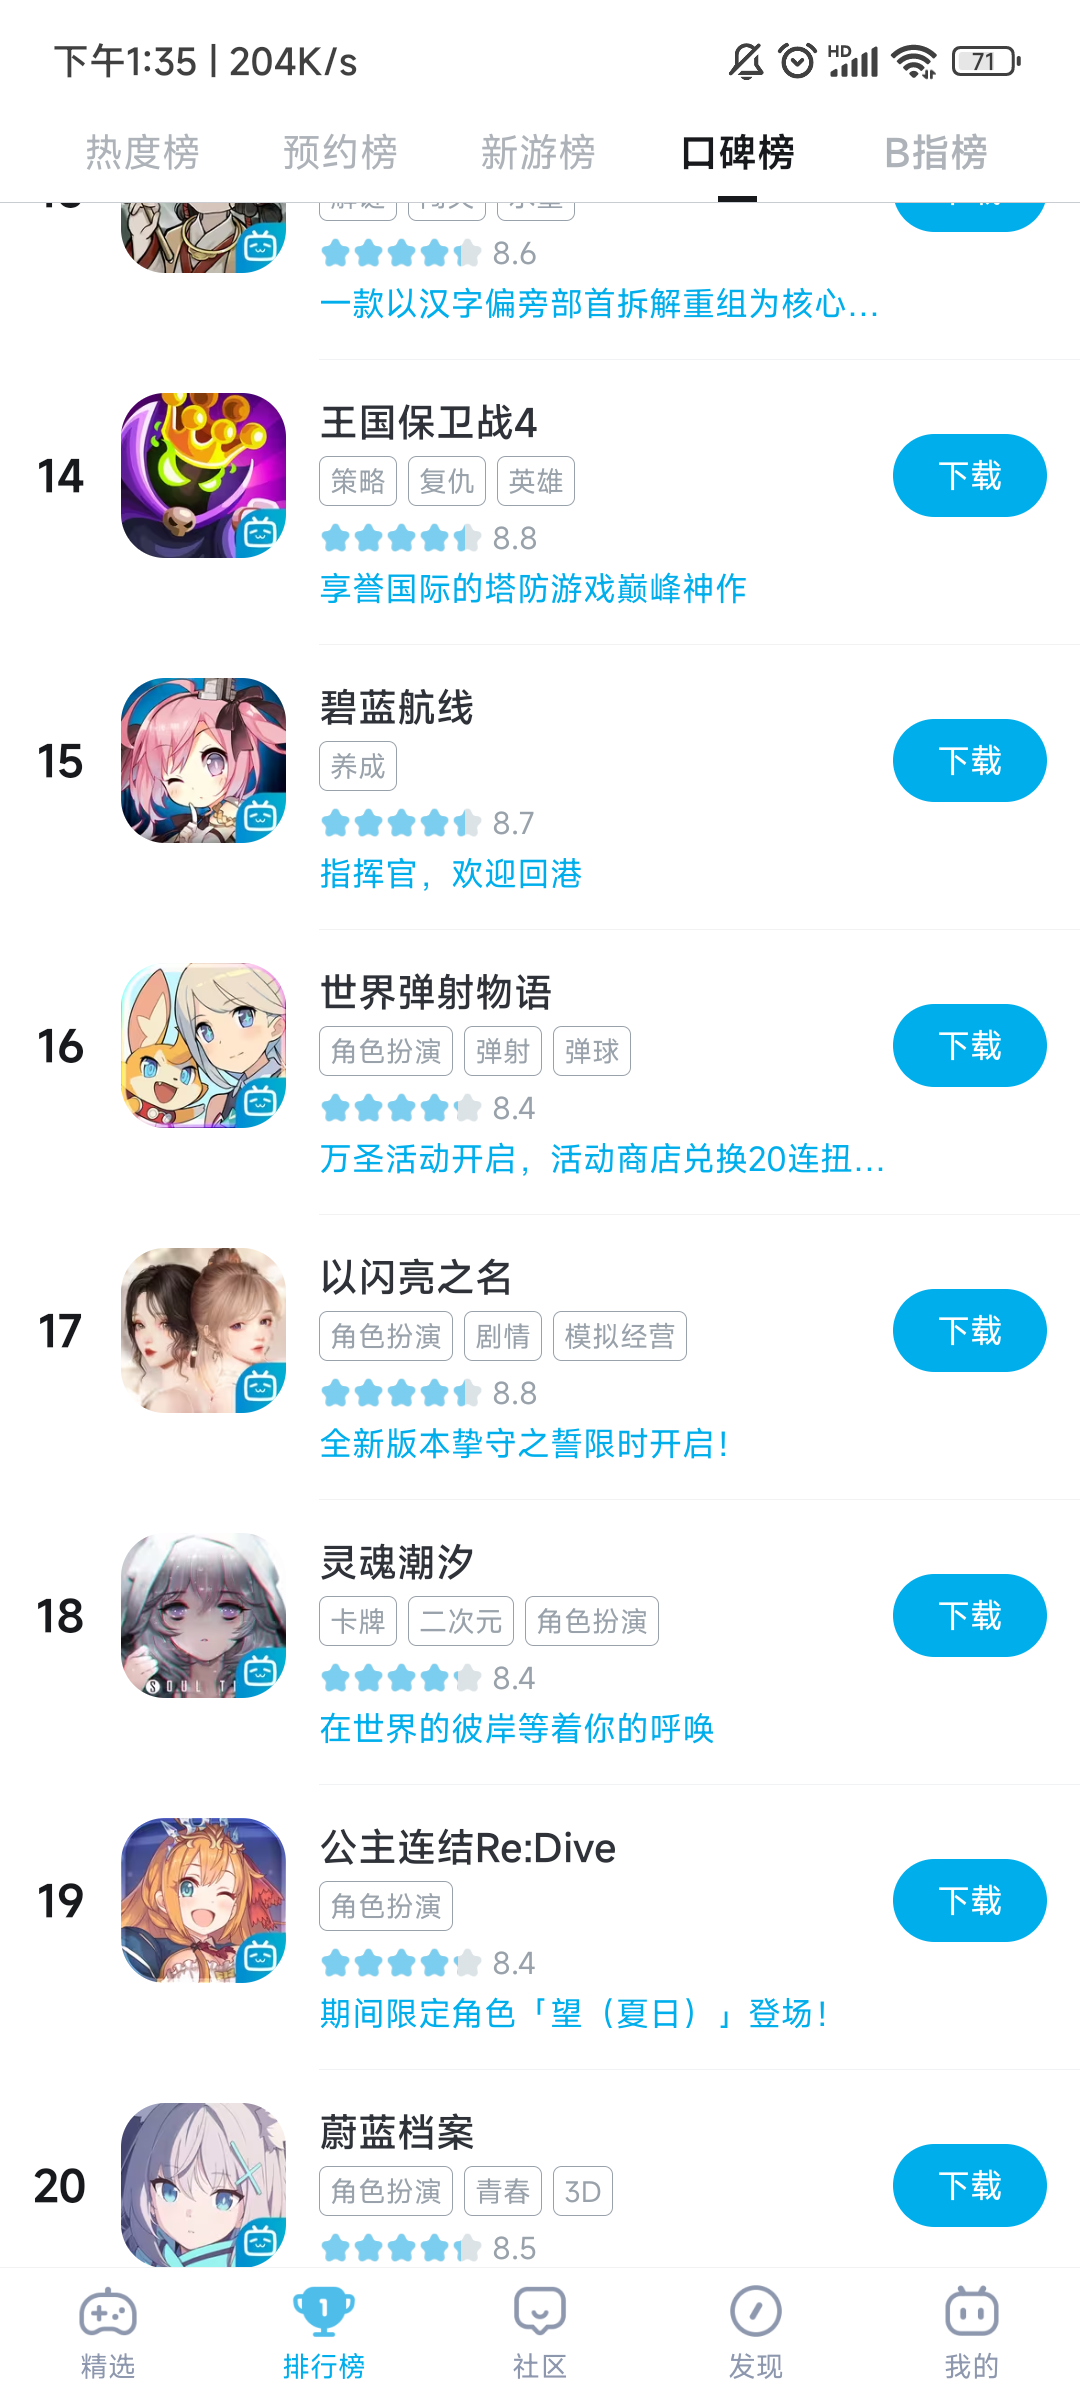 下午1:35 | 204K/s
HD
71
热度榜 预约榜 新游榜 口碑榜 B指榜
8.6
一款以汉字偏旁部首拆解重组为核心...
14
王国保卫战4
策略 复仇 英雄
下载
8.8
享誉国际的塔防游戏巅峰神作
15
碧蓝航线
养成
下载
8.7
指挥官，欢迎回港
16
世界弹射物语
角色扮演 弹射 弹球
下载
8.4
万圣活动开启，活动商店兑换20连扭...
17
以闪亮之名
角色扮演 剧情 模拟经营
下载
8.8
全新版本挚守之誓限时开启！
18
灵魂潮汐
卡牌 二次元 角色扮演
下载
SOUL TI
8.4
在世界的彼岸等着你的呼唤
19
公主连结Re:Dive
角色扮演
下载
8.4
期间限定角色「望（夏日）」登场！
20
蔚蓝档案
角色扮演 青春 3D
下载
8.5
精选 排行榜 社区 发现 我的